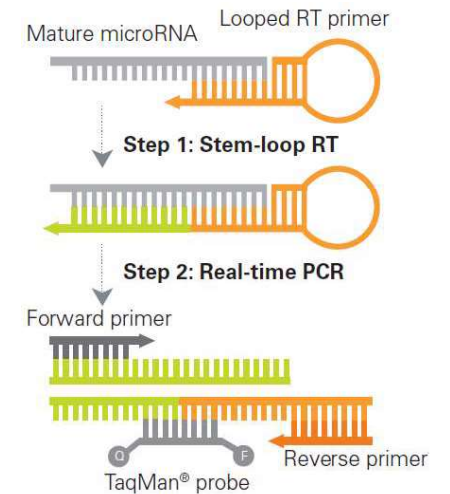 Looped RT primer
Mature microRNA
Step 1: Stem-loop RT
Step 2: Real-time PCR
Forward primer
Q
F
Reverse primer
TaqMan® probe